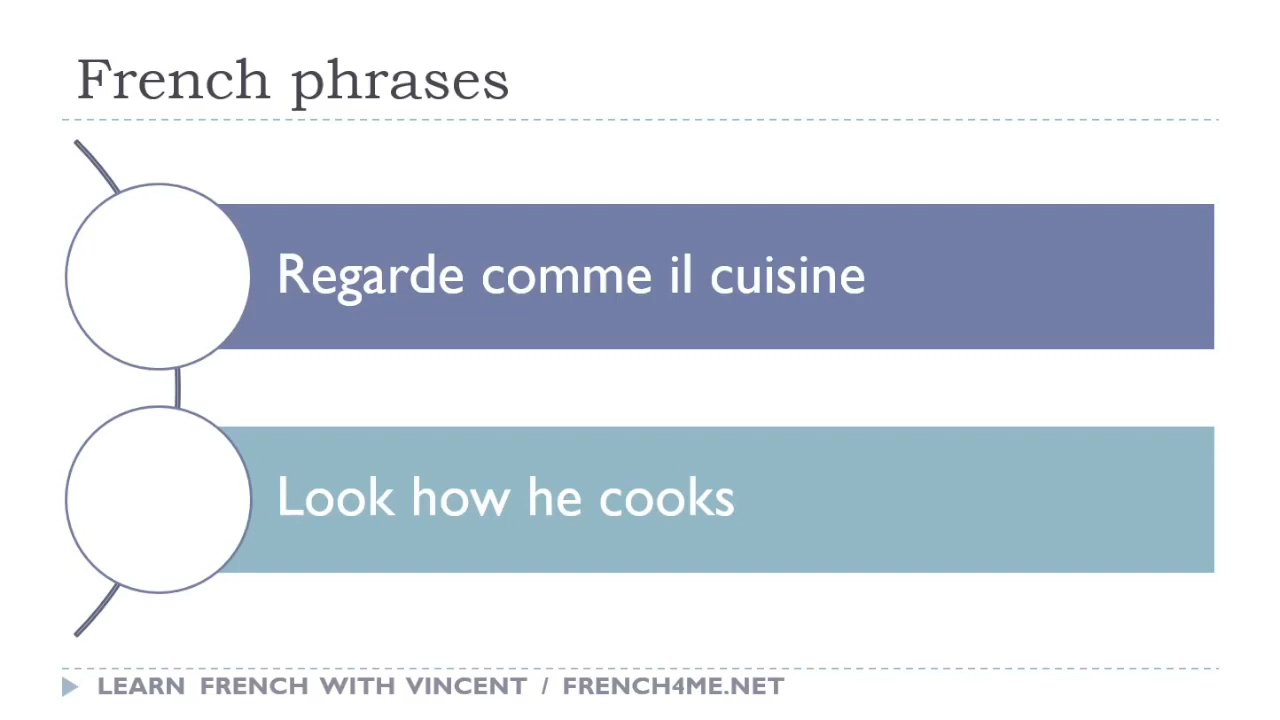 French phrases
Regarde comme il cuisine
Look how he cooks
LEARN FRENCH WITH VINCENT / FRENCH4ME.NET